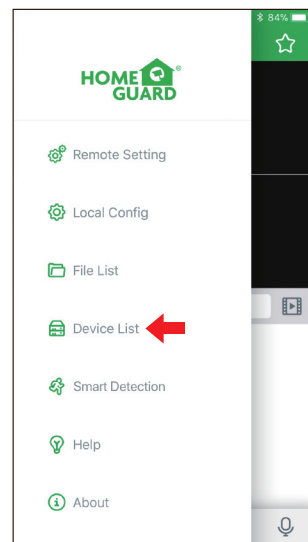 84%
HOME
GUARD®
Remote Setting
Local Config
File List
Device List
Smart Detection
Help
About